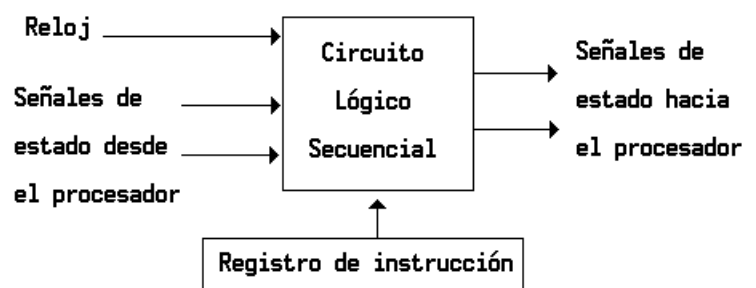 Reloj
Señales de
estado desde
el procesador
Circuito
Lógico
Secuencial
Señales de
estado hacia
el procesador
Registro de instrucción